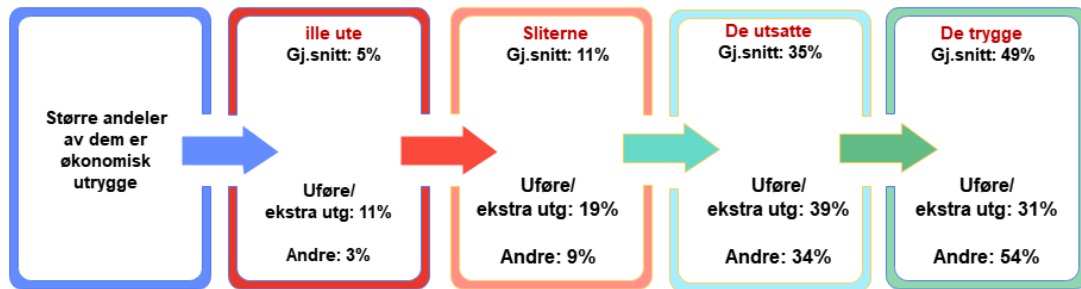 Større andeler
av dem er
økonomisk
utrygge
ille ute
Gj.snitt: 5%
Uføre/
ekstra utg: 11%
Andre: 3%
Sliterne
Gj.snitt: 11%
Uføre/
ekstra utg: 19%
Andre: 9%
De utsatte
Gj.snitt: 35%
Uføre/
ekstra utg: 39%
Andre: 34%
De trygge
Gj.snitt: 49%
Uføre/
ekstra utg: 31%
Andre: 54%